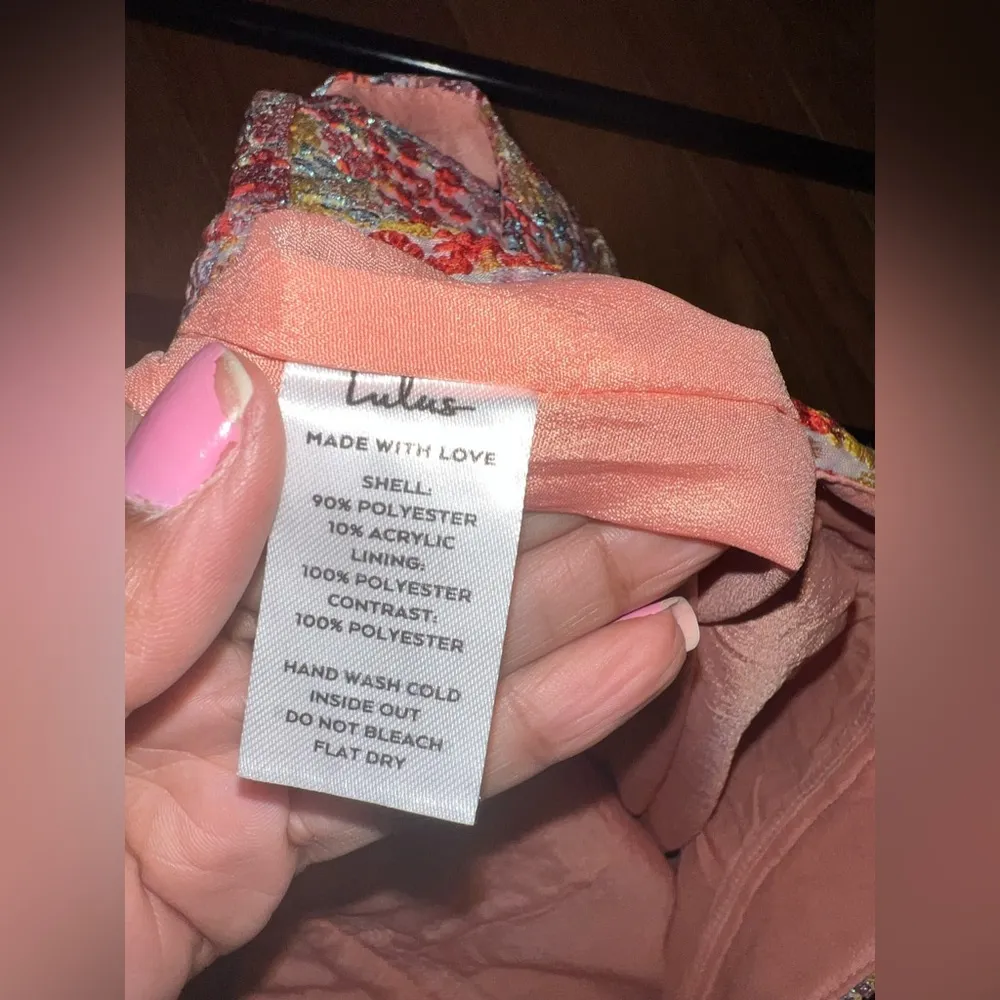 Lulus
MADE WITH LOVE
SHELL:
90% POLYESTER
10% ACRYLIC
LINING:
100% POLYESTER
CONTRAST:
100% POLYESTER
HAND WASH COLD
INSIDE OUT
DO NOT BLEACH
FLAT DRY